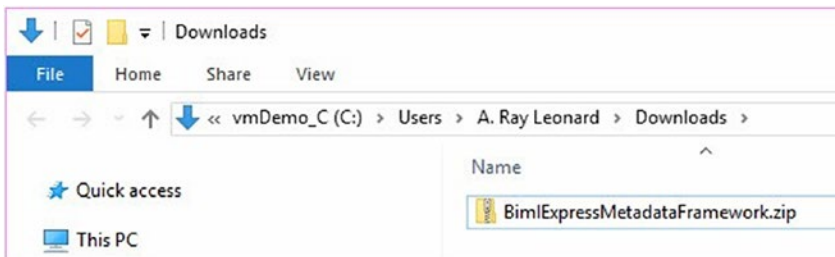 Downloads
File Home Share View
« vmDemo_C (C:) > Users > A. Ray Leonard > Downloads >
Name
Quick access
BimlExpressMetadataFramework.zip
This PC